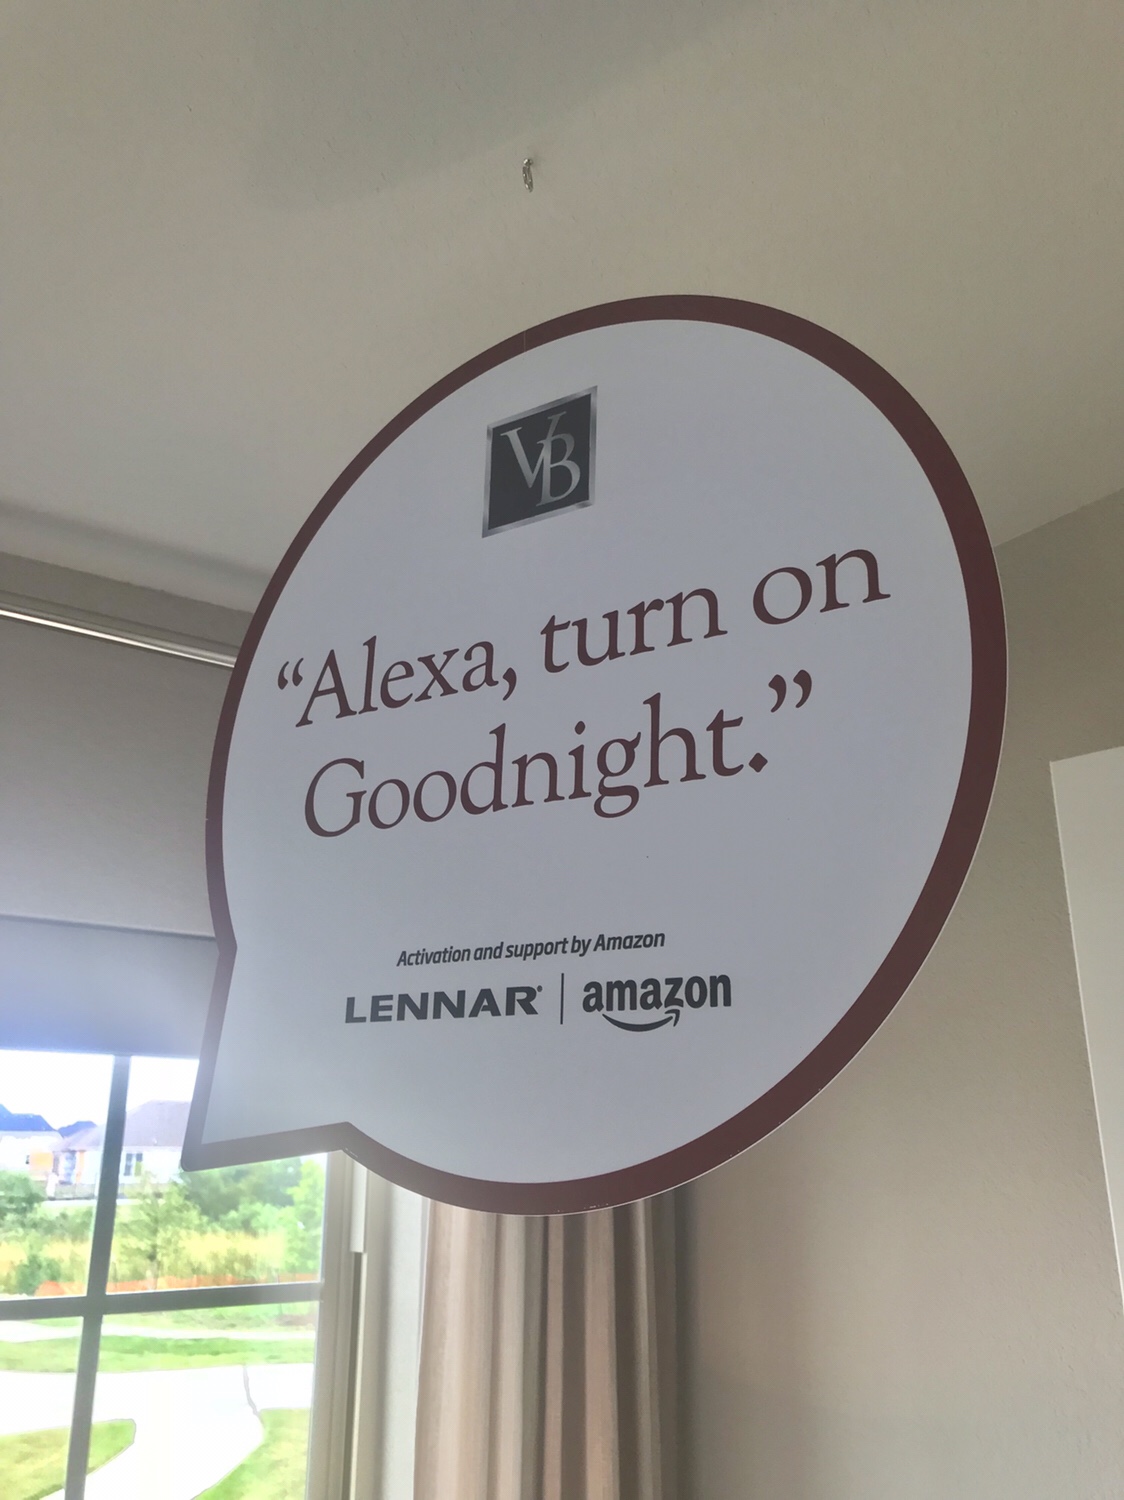 VB
“Alexa, turn on
Goodnight.”
Activation and support by Amazon
LENNAR® | amazon